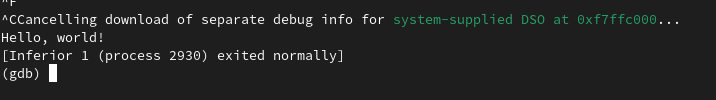 ^CCancelling download of separate debug info for system-supplied DSO at 0xf7ffc000...
Hello, world!
[Inferior 1 (process 2930) exited normally]
(gdb)